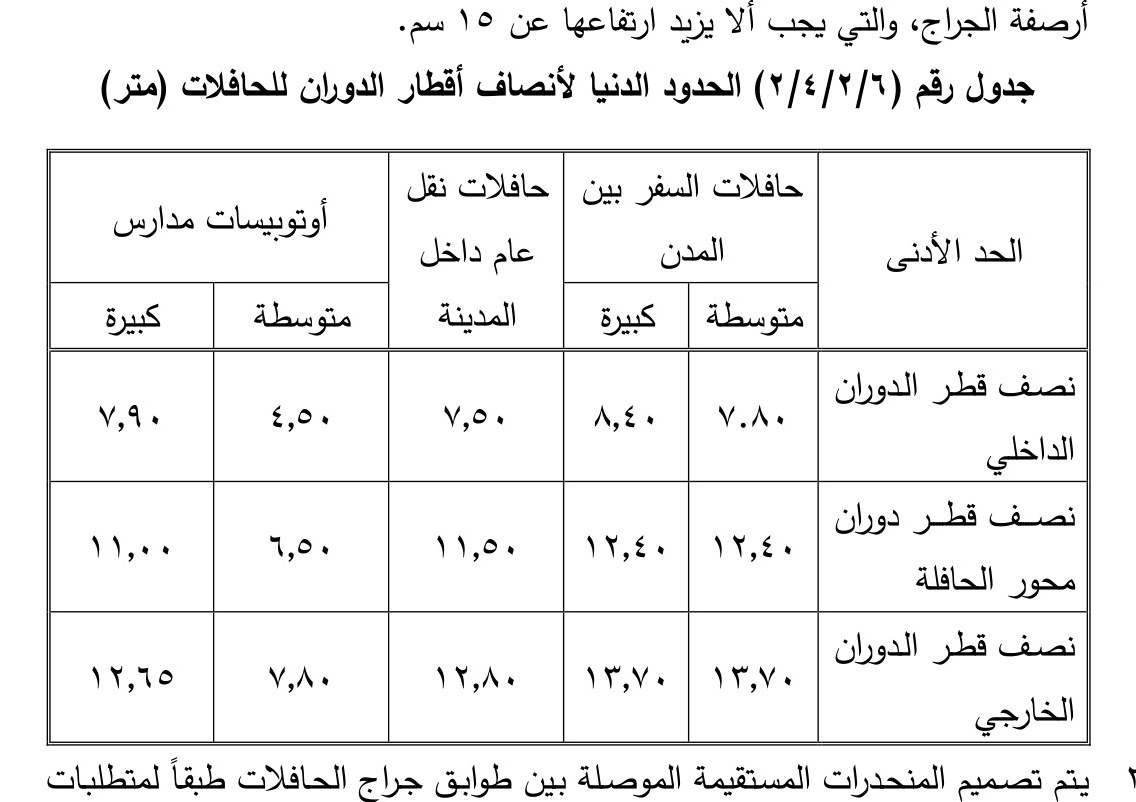 أرصفة الجراج، والتي يجب ألا يزيد ارتفاعها عن ١٥ سم.
جدول رقم (٢/٤/٢/٦) الحدود الدنيا لأنصاف أقطار الدوران للحافلات (متر)
الحد الأدنى
حافلات السفر بين
المدن
حافلات نقل
عام داخل
المدينة
أوتوبيسات مدارس
متوسطة
كبيرة
متوسطة
كبيرة
نصف قطر الدوران
الداخلي
٧.٨٠
٨,٤٠
٧,٥٠
٤,٥٠
٧,٩٠
نصف قطر دوران
محور الحافلة
١٢,٤٠
١٢,٤٠
١١,٥٠
٦,٥٠
١١,٠٠
نصف قطر الدوران
الخارجي
١٣,٧٠
١٣,٧٠
١٢,٨٠
٧,٨٠
١٢,٦٥
٢ يتم تصميم المنحدرات المستقيمة الموصلة بين طوابق جراج الحافلات طبقاً لمتطلبات